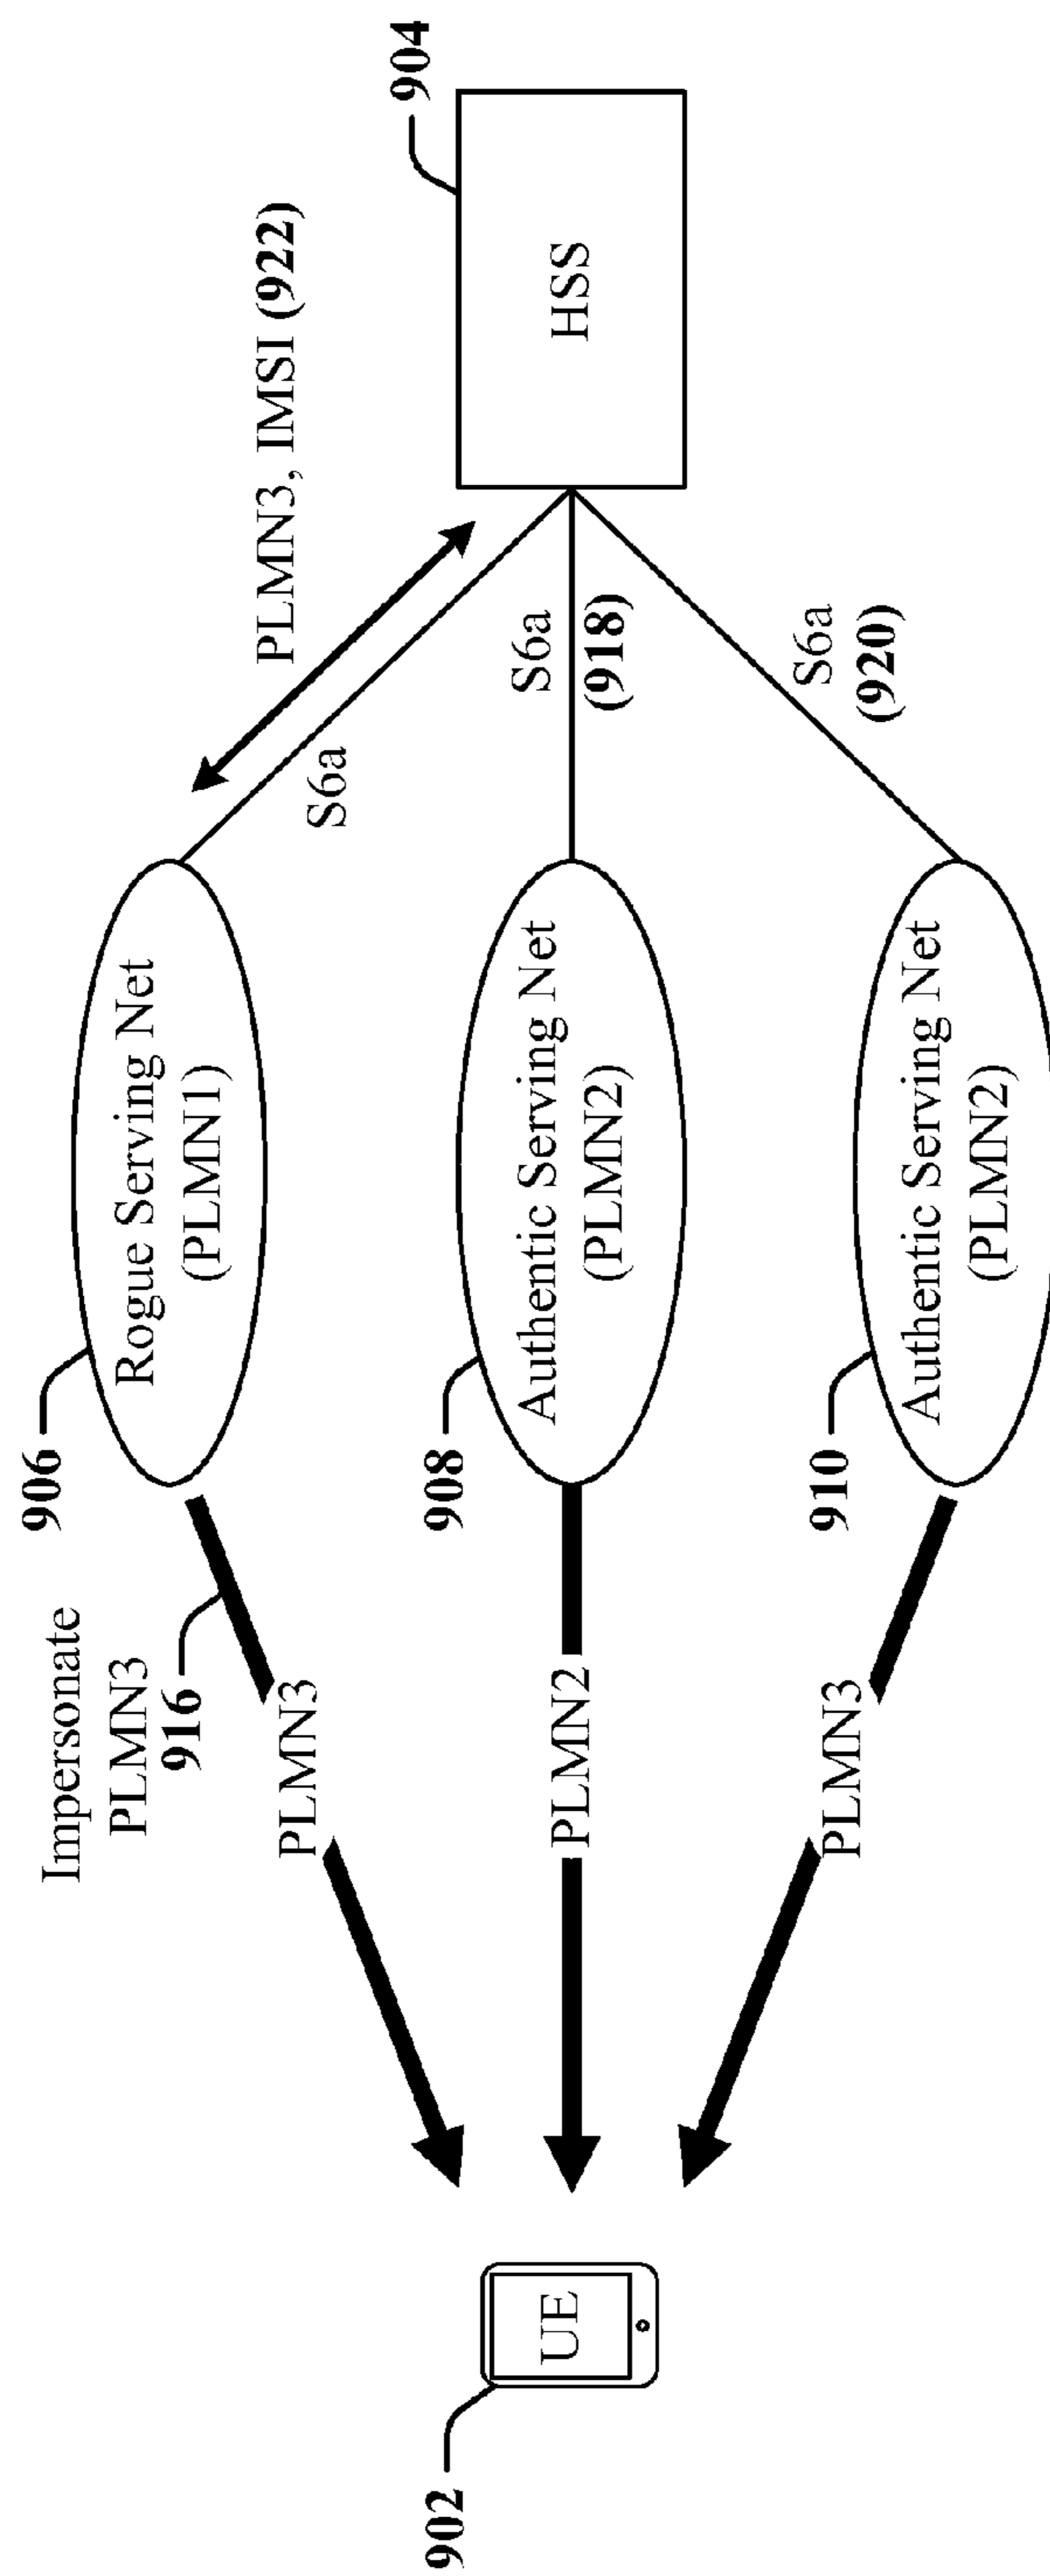 Impersonate
PLMN3
916
906
Rogue Serving Net
(PLMN1)
PLMN3
S6a
PLMN3, IMSI (922)
904
HSS
902
UE
PLMN2
908
Authentic Serving Net
(PLMN2)
S6a
(918)
PLMN3
910
Authentic Serving Net
(PLMN2)
S6a
(920)